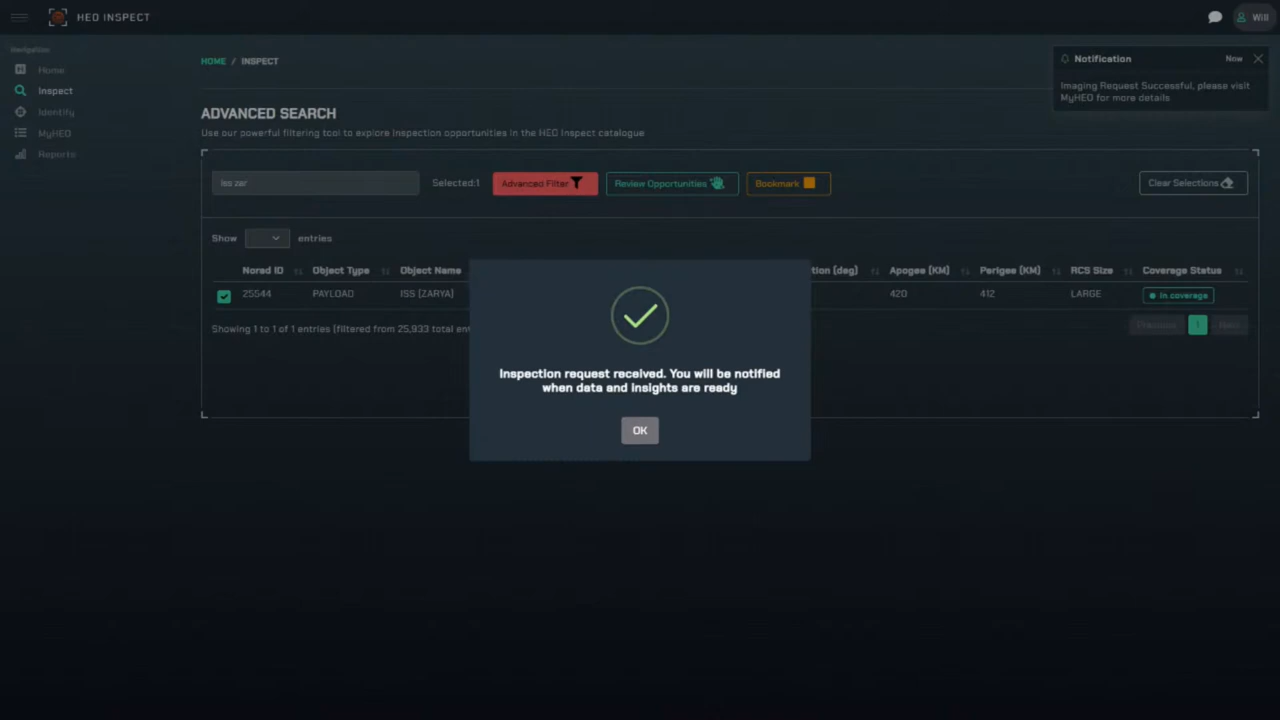 HEO INSPECT
Will
Navigation
Home
Inspect
Identify
MyHEO
Reports
HOME / INSPECT
Notification Now
Imaging Request Successful, please visit
MyHEO for more details
ADVANCED SEARCH
Use our powerful filtering tool to explore inspection opportunities in the HEO Inspect catalogue
iss zar
Selected:1
Advanced Filter
Review Opportunities
Bookmark
Clear Selections
Show entries
Norad ID Object Type Object Name tion (deg) Apogee (KM) Perigee (KM) RCS Size Coverage Status
25544 PAYLOAD ISS (ZARYA) 420 412 LARGE In coverage
Showing 1 to 1 of 1 entries (filtered from 25,933 total en
Previous 1 Next
Inspection request received. You will be notified
when data and insights are ready
OK